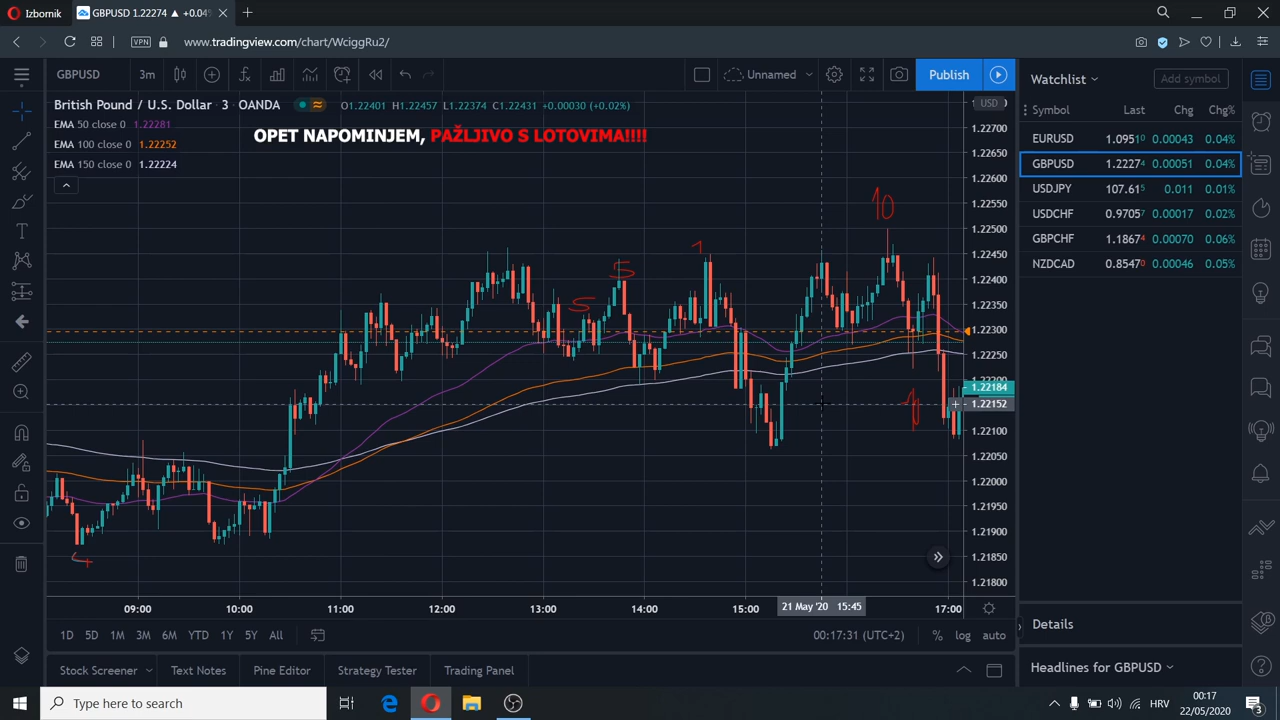 Izbornik
GBPUSD 1.22274 ▲ +0.04%
VPN
www.tradingview.com/chart/WciggRu2/
GBPUSD
3m
Unnamed
Publish
British Pound / U.S. Dollar · 3 · OANDA
O1.22401 H1.22457 L1.22374 C1.22431 +0.00030 (+0.02%)
EMA 50 close 0 1.22281
EMA 100 close 0 1.22252
EMA 150 close 0 1.22224
OPET NAPOMINJEM, PAŽLJIVO S LOTOVIMA!!!!
USD
1.22700
1.22650
1.22600
1.22550
1.22500
1.22450
1.22400
1.22350
1.22300
1.22250
1.22200
1.22184
1.22152
1.22100
1.22050
1.22000
1.21950
1.21900
1.21850
1.21800
10
1
5
5
09:00 10:00 11:00 12:00 13:00 14:00 15:00 21 May '20 15:45 17:00
1D 5D 1M 3M 6M YTD 1Y 5Y All
00:17:31 (UTC+2) % log auto
Stock Screener Text Notes Pine Editor Strategy Tester Trading Panel
Watchlist
Add symbol
Symbol Last Chg Chg%
EURUSD 1.09510 0.00043 0.04%
GBPUSD 1.22274 0.00051 0.04%
USDJPY 107.615 0.011 0.01%
USDCHF 0.97057 0.00017 0.02%
GBPCHF 1.18674 0.00070 0.06%
NZDCAD 0.85470 0.00046 0.05%
Details
Headlines for GBPUSD
Type here to search
HRV
00:17
22/05/2020
3